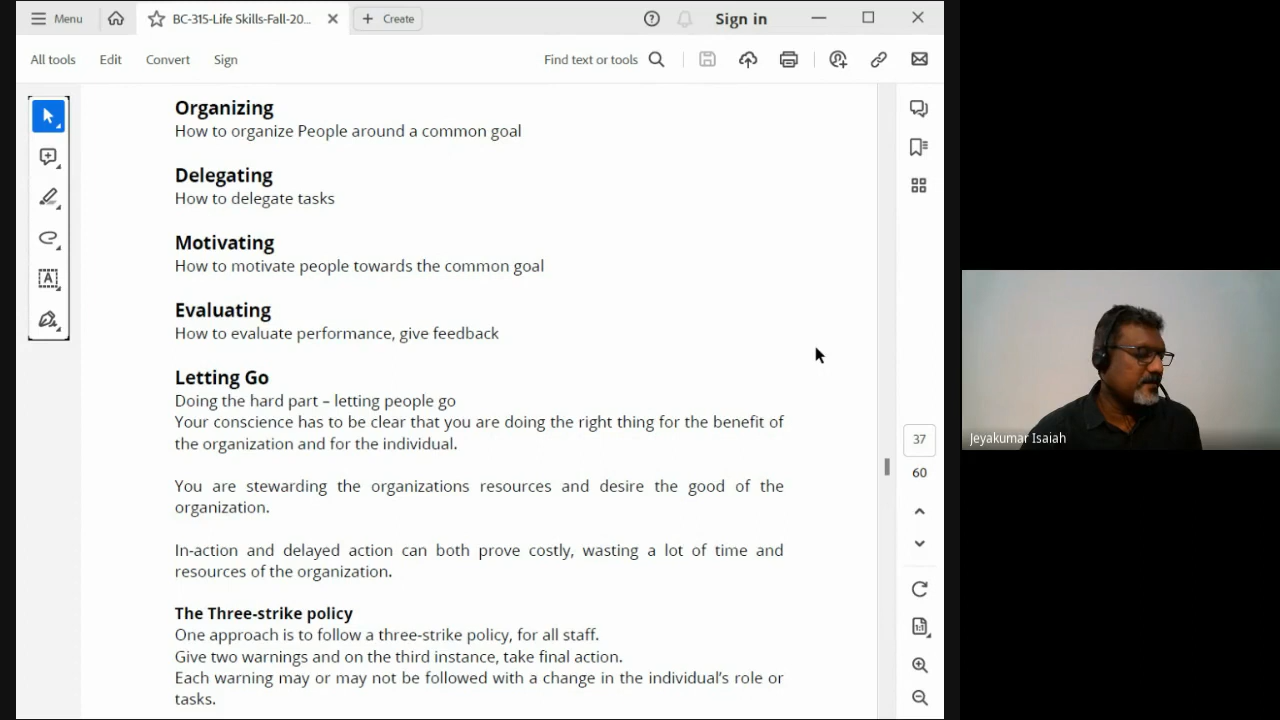 Menu
BC-315-Life Skills-Fall-20...
Create
Sign in
All tools
Edit
Convert
Sign
Find text or tools
Organizing
How to organize People around a common goal
Delegating
How to delegate tasks
Motivating
How to motivate people towards the common goal
Evaluating
How to evaluate performance, give feedback
Letting Go
Doing the hard part – letting people go
Your conscience has to be clear that you are doing the right thing for the benefit of
the organization and for the individual.
You are stewarding the organizations resources and desire the good of the
organization.
In-action and delayed action can both prove costly, wasting a lot of time and
resources of the organization.
The Three-strike policy
One approach is to follow a three-strike policy, for all staff.
Give two warnings and on the third instance, take final action.
Each warning may or may not be followed with a change in the individual's role or
tasks.
37
60
Jeyakumar Isaiah